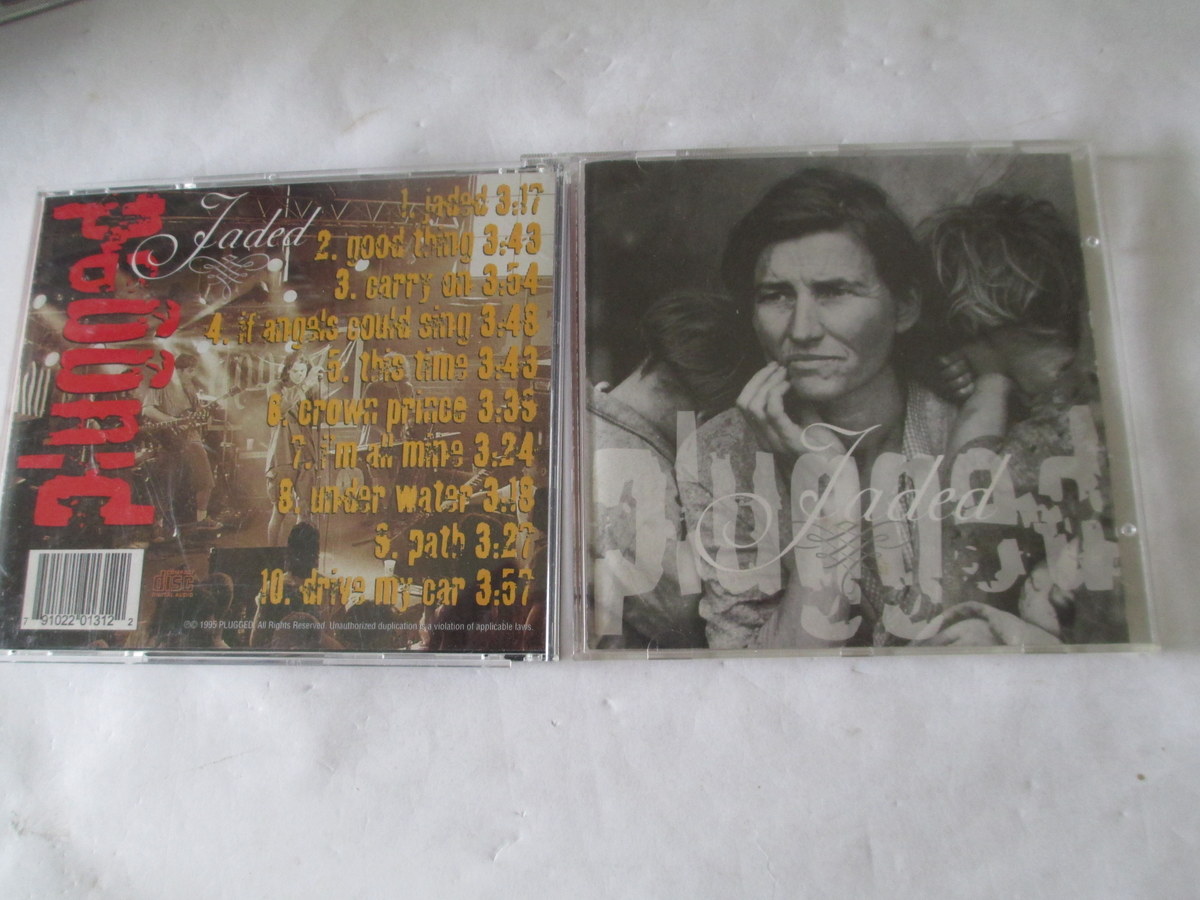 plugged
Jaded
1. jaded 3:17
2. good thing 3:43
3. carry on 3:54
4. if angels could sing 3:48
5. this time 3:43
6. crown prince 3:36
7. i'm all mine 3:24
8. under water 3:18
9. path 3:27
10. drive my car 3:57
disc
7 91022 01312 2
℗© 1995 PLUGGED. All Rights Reserved. Unauthorized duplication is a violation of applicable laws.
plugged
Jaded